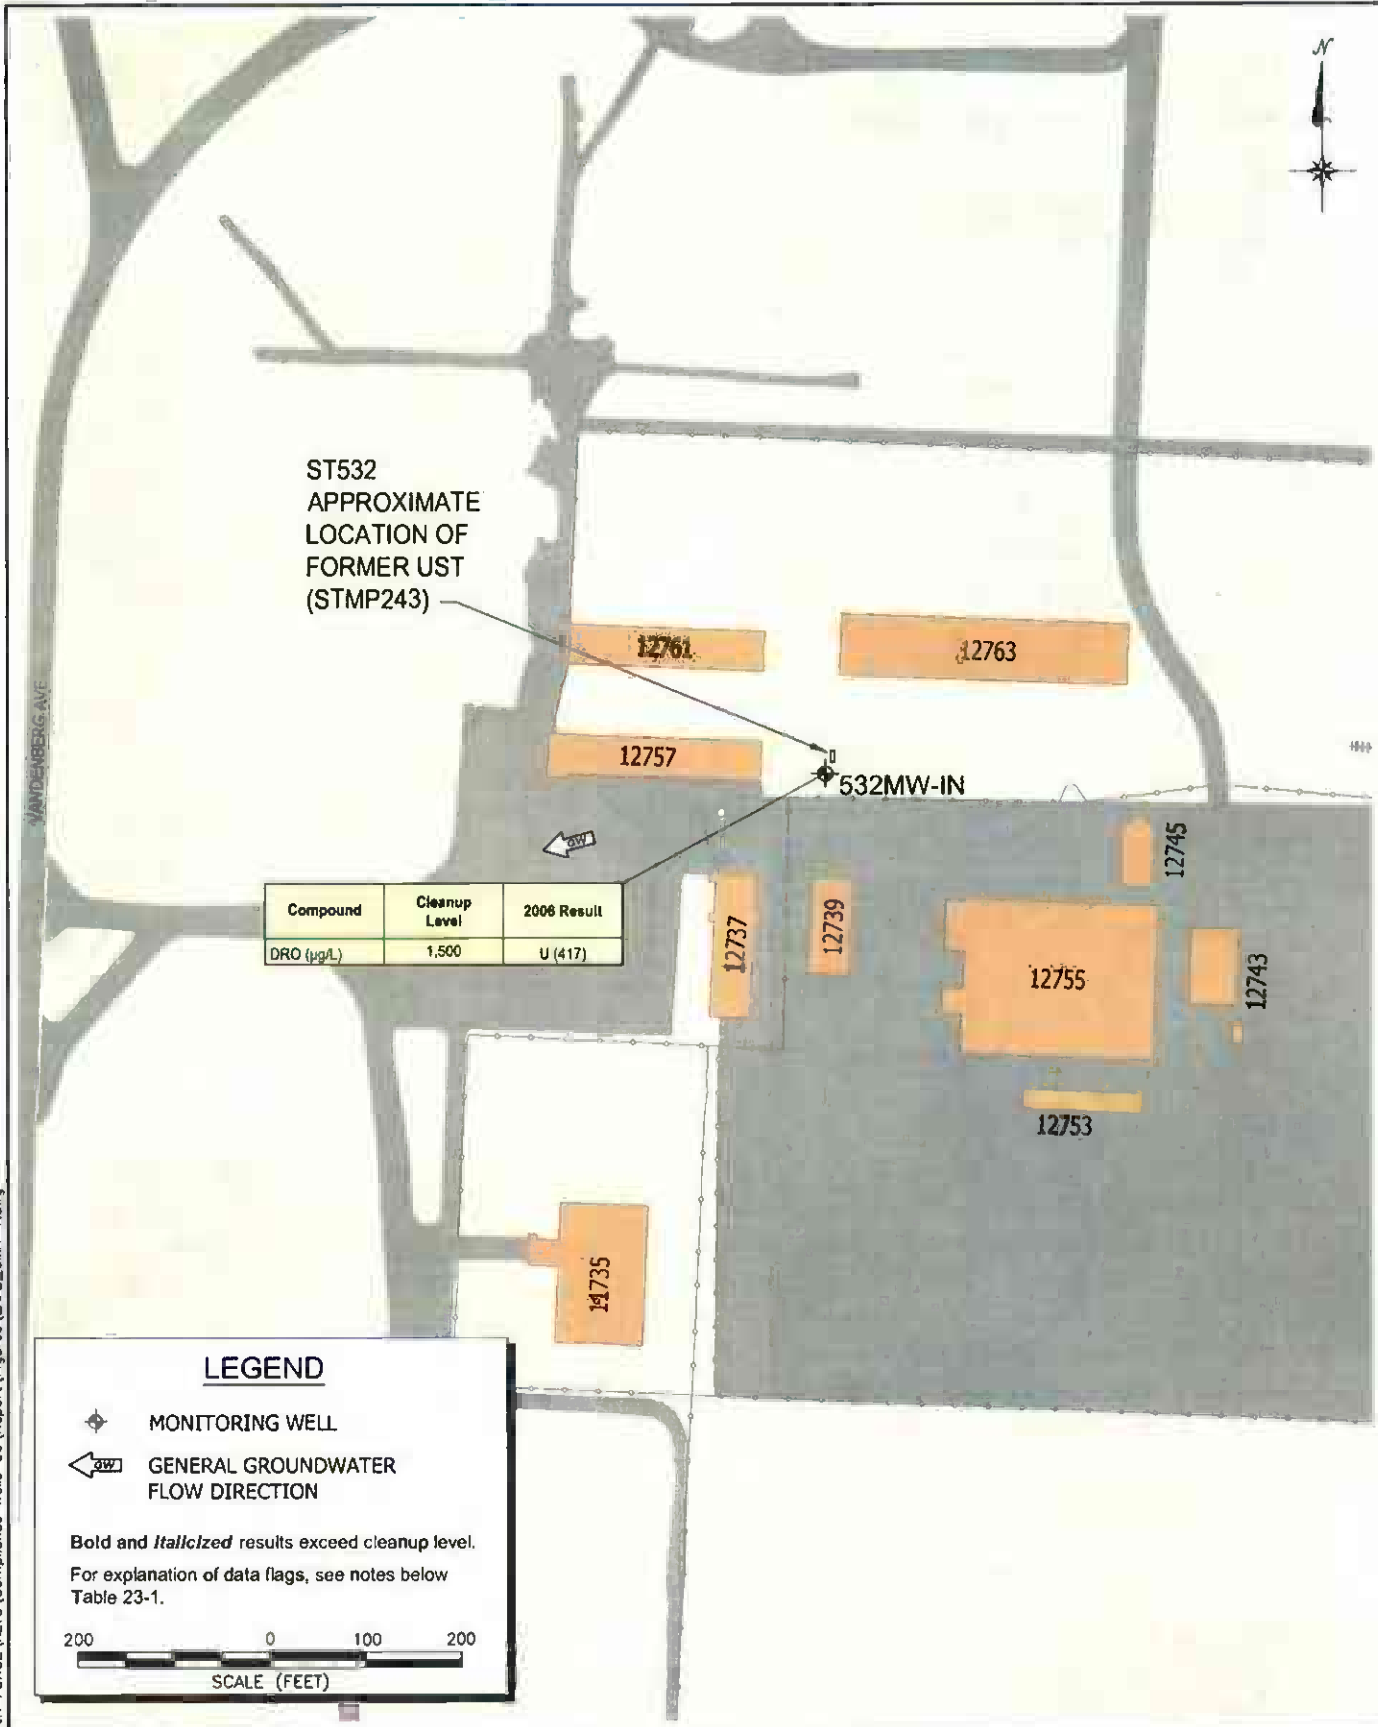 N
ST532
APPROXIMATE
LOCATION OF
FORMER UST
(STMP243)
12761
12763
12757
532MW-IN
VANDENBERG AVE
GW
12745
Compound Cleanup Level 2006 Result
DRO (µg/L) 1,500 U (417)
12737
12739
12755
12743
12753
11735
LEGEND
MONITORING WELL
GW GENERAL GROUNDWATER
FLOW DIRECTION
Bold and Italicized results exceed cleanup level.
For explanation of data flags, see notes below
Table 23-1.
200 0 100 200
SCALE (FEET)